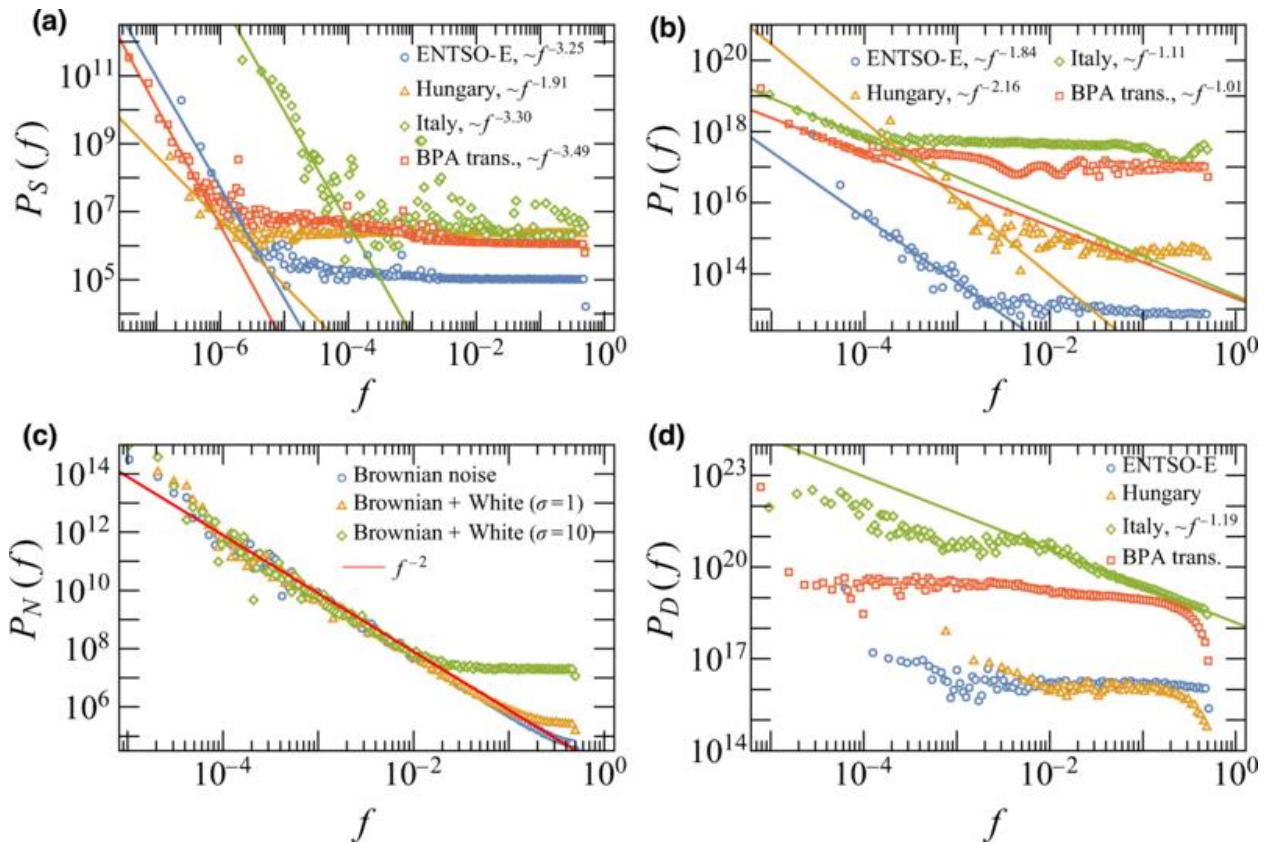 (a)
ENTSO-E, ~f^−3.25
Hungary, ~f^−1.91
Italy, ~f^−3.30
BPA trans., ~f^−3.49
10^11
10^9
10^7
10^5
P_S(f)
10^−6
10^−4
10^−2
10^0
f
(b)
ENTSO-E, ~f^−1.84
Italy, ~f^−1.11
Hungary, ~f^−2.16
BPA trans., ~f^−1.01
10^20
10^18
10^16
10^14
P_I(f)
10^−4
10^−2
10^0
f
(c)
Brownian noise
Brownian + White (σ=1)
Brownian + White (σ=10)
f^−2
10^14
10^12
10^10
10^8
10^6
P_N(f)
10^−4
10^−2
10^0
f
(d)
ENTSO-E
Hungary
Italy, ~f^−1.19
BPA trans.
10^23
10^20
10^17
10^14
P_D(f)
10^−4
10^−2
10^0
f